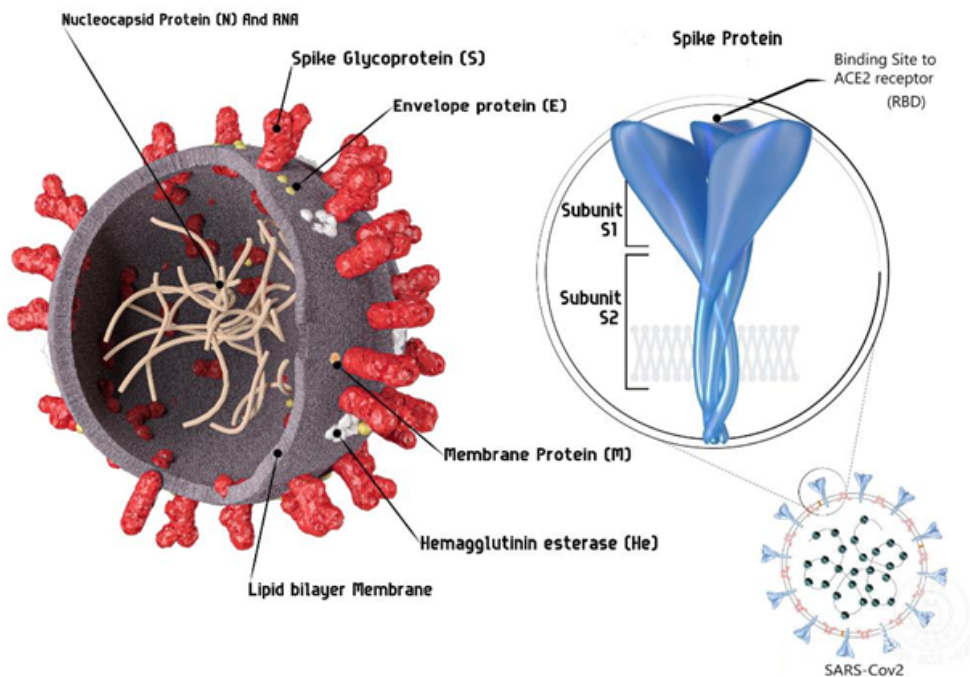 Nucleocapsid Protein (N) And RNA
Spike Glycoprotein (S)
Envelope protein (E)
Membrane Protein (M)
Hemagglutinin esterase (He)
Lipid bilayer Membrane
Spike Protein
Binding Site to
ACE2 receptor
(RBD)
Subunit
S1
Subunit
S2
SARS-Cov2